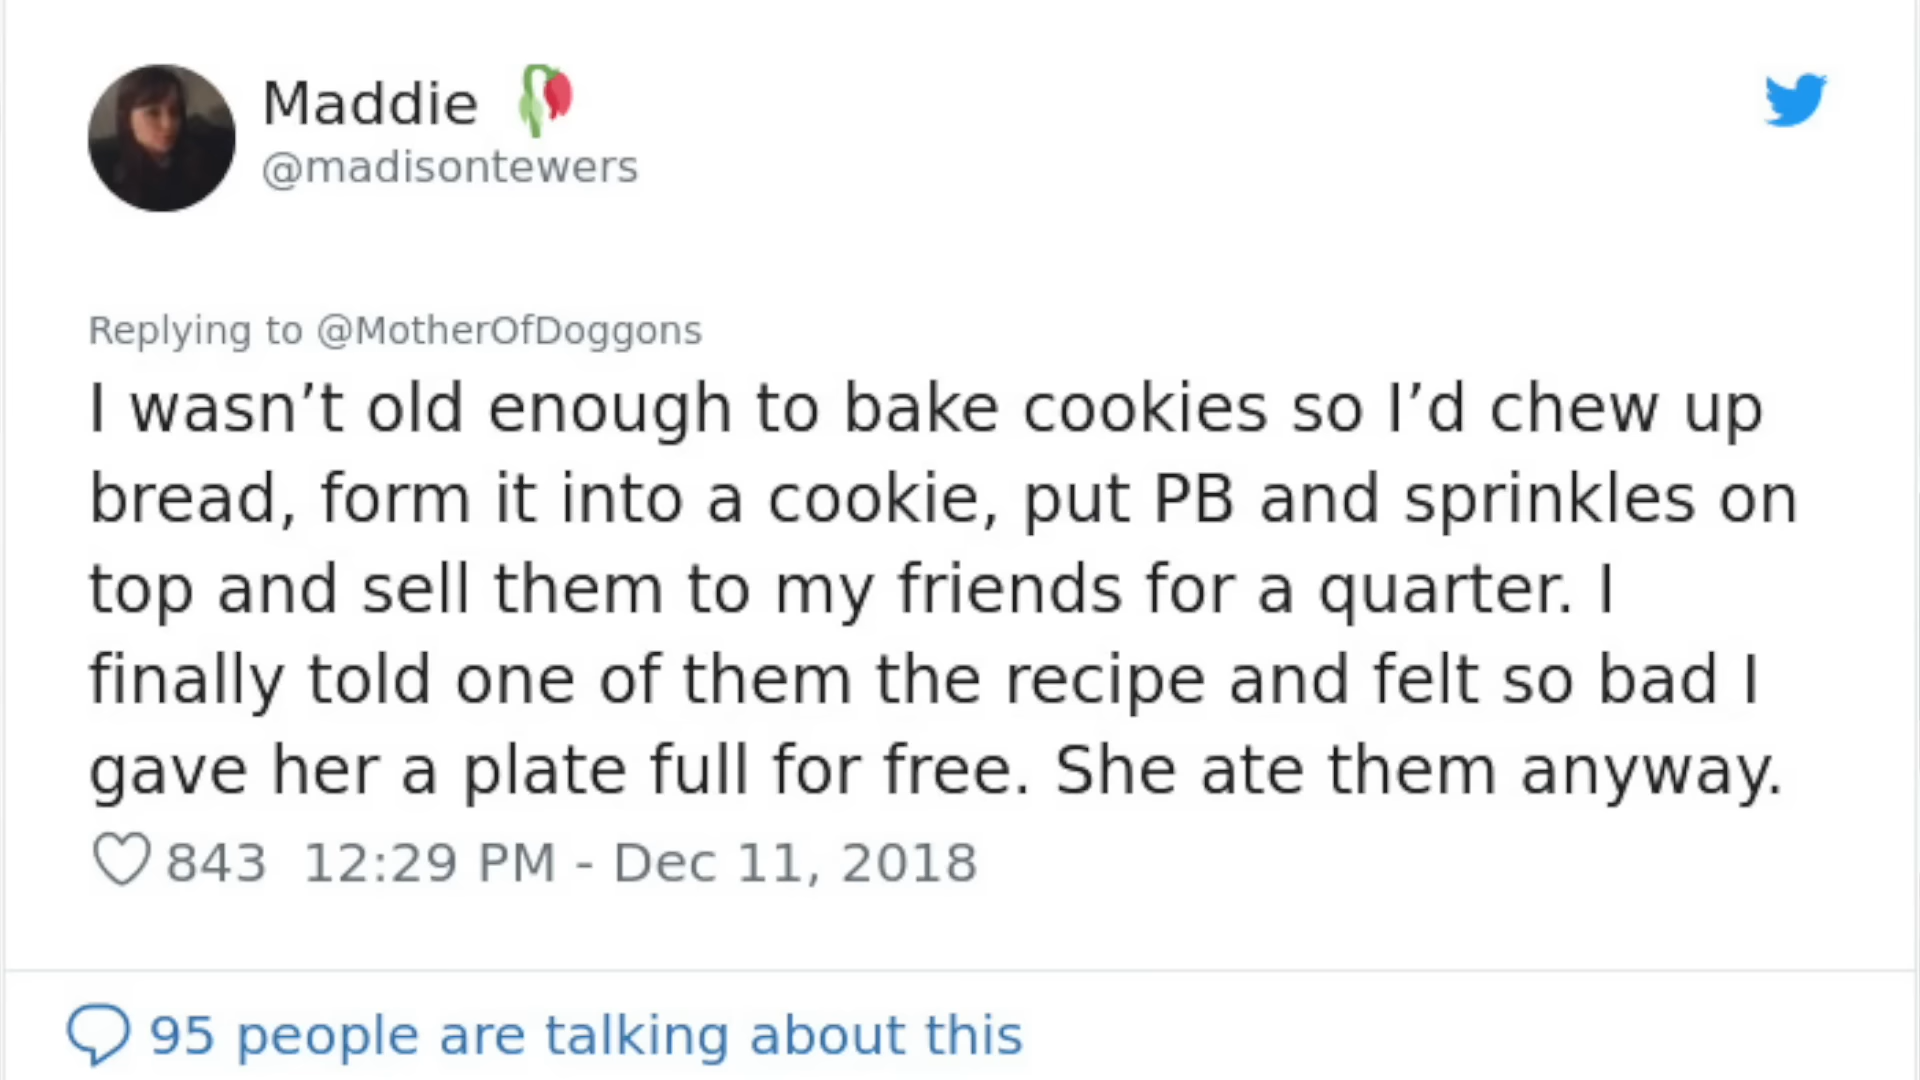 Maddie 🥀
@madisontewers
Replying to @MotherOfDoggons
I wasn’t old enough to bake cookies so I’d chew up
bread, form it into a cookie, put PB and sprinkles on
top and sell them to my friends for a quarter. I
finally told one of them the recipe and felt so bad I
gave her a plate full for free. She ate them anyway.
843 12:29 PM - Dec 11, 2018
95 people are talking about this